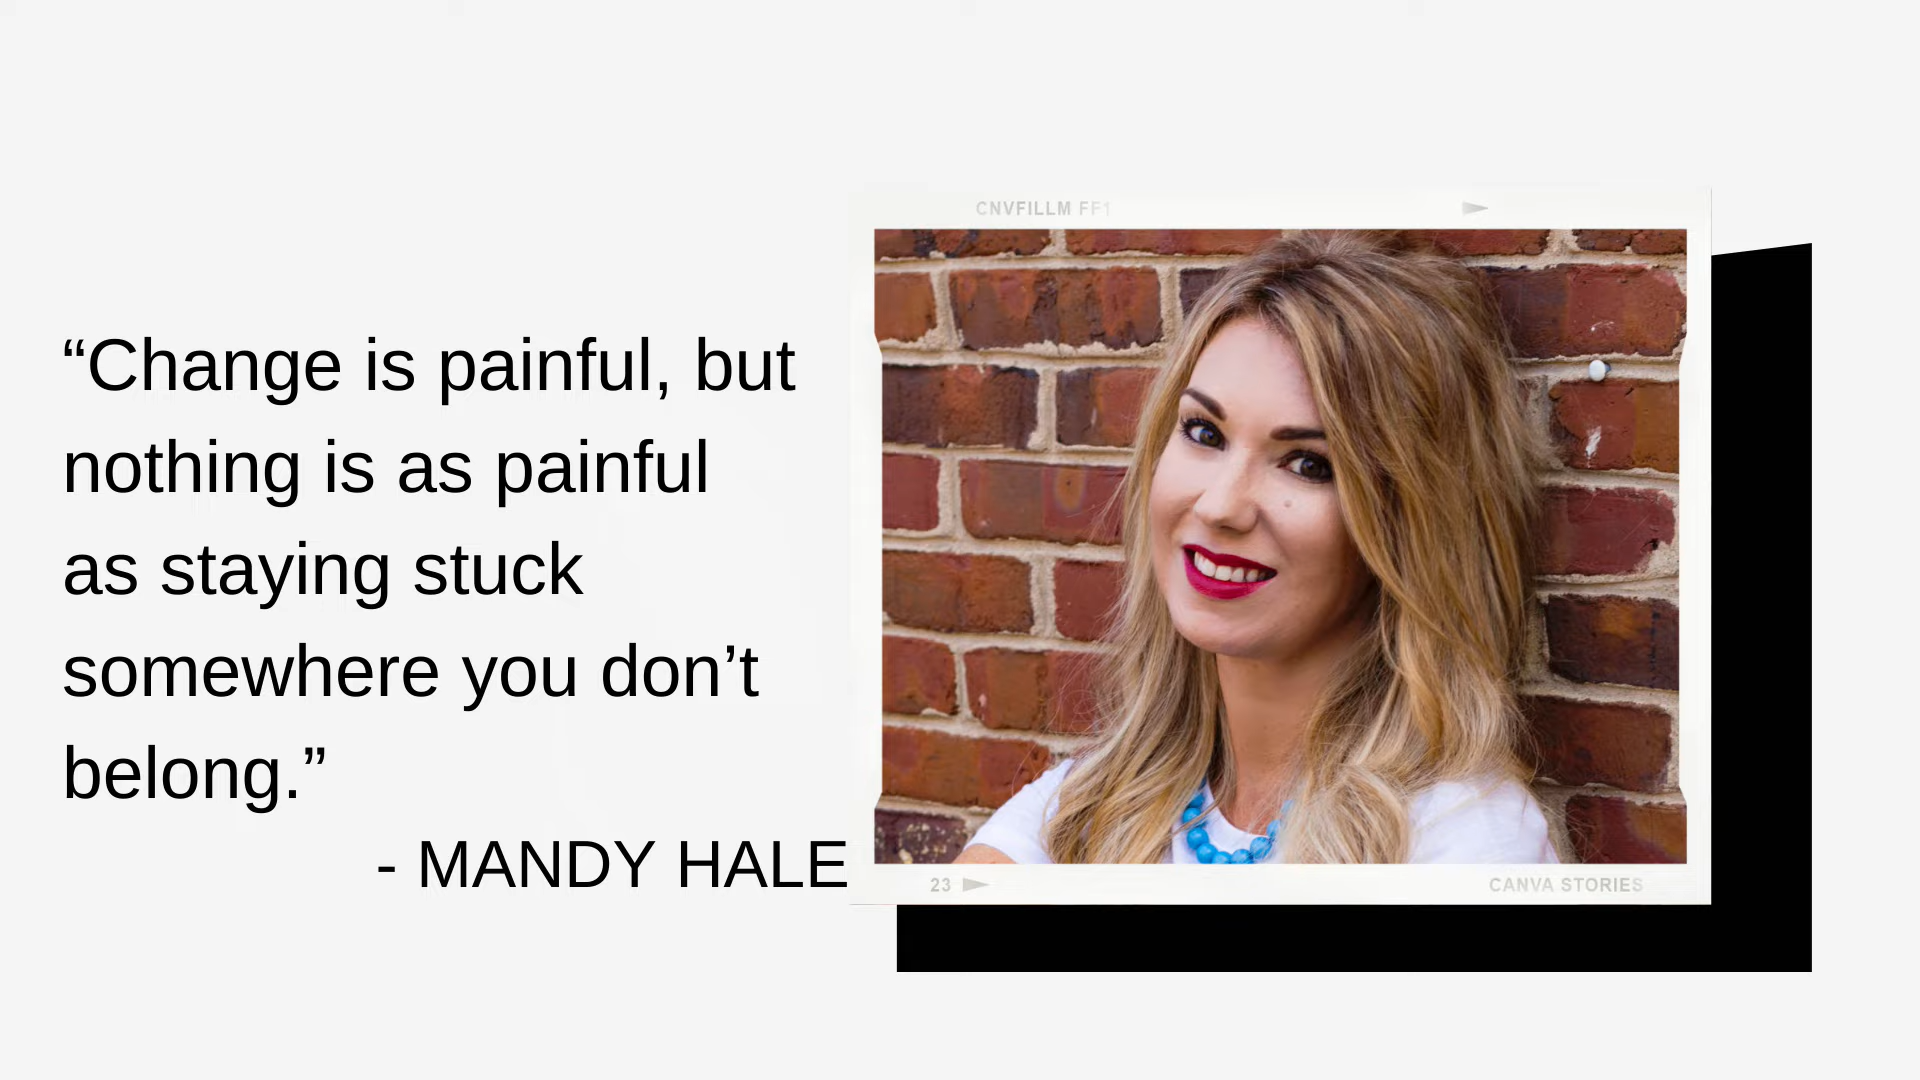 “Change is painful, but
nothing is as painful
as staying stuck
somewhere you don’t
belong.”
- MANDY HALE
CNVFILLM FF1
23
CANVA STORIES